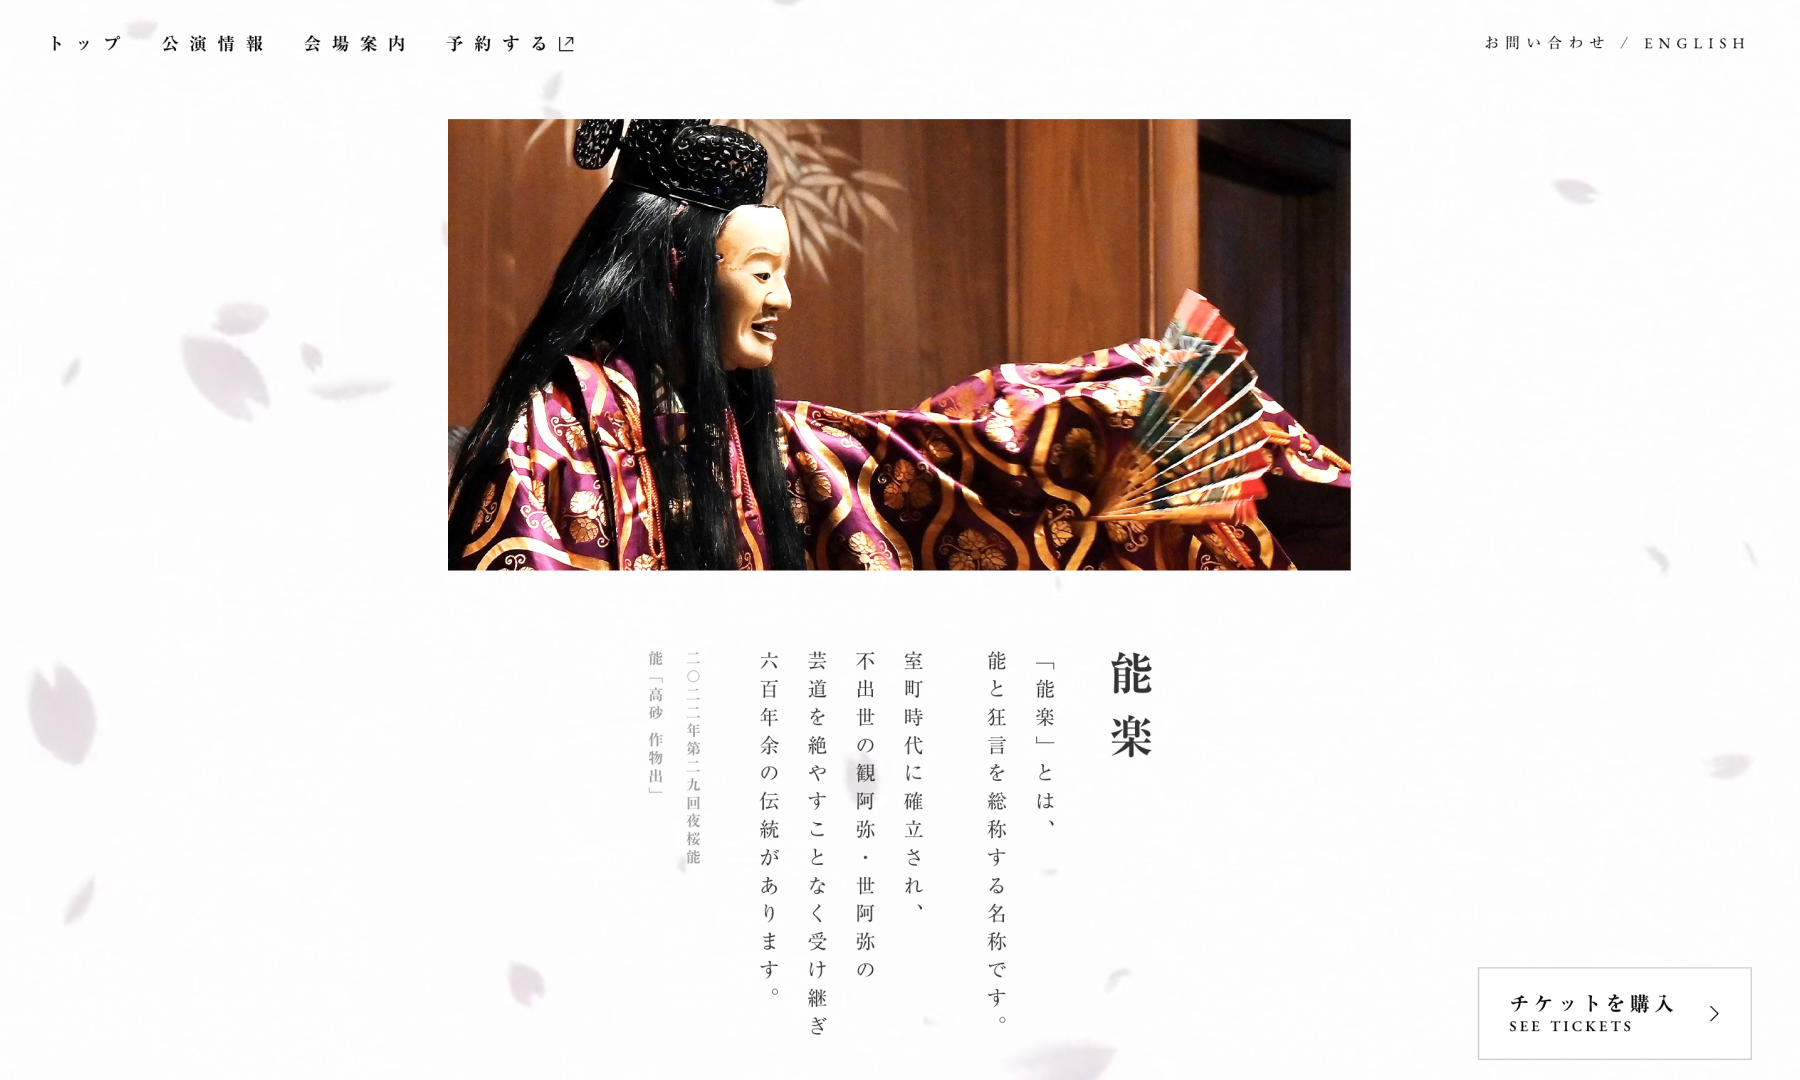 トップ
公演情報
会場案内
予約する
お問い合わせ / ENGLISH
能楽
「能楽」とは、
能と狂言を総称する名称です。
室町時代に確立され、
不出世の観阿弥・世阿弥の
芸道を絶やすことなく受け継ぎ
六百年余の伝統があります。
二〇二二年第二九回夜桜能
能「高砂 作物出」
チケットを購入
SEE TICKETS